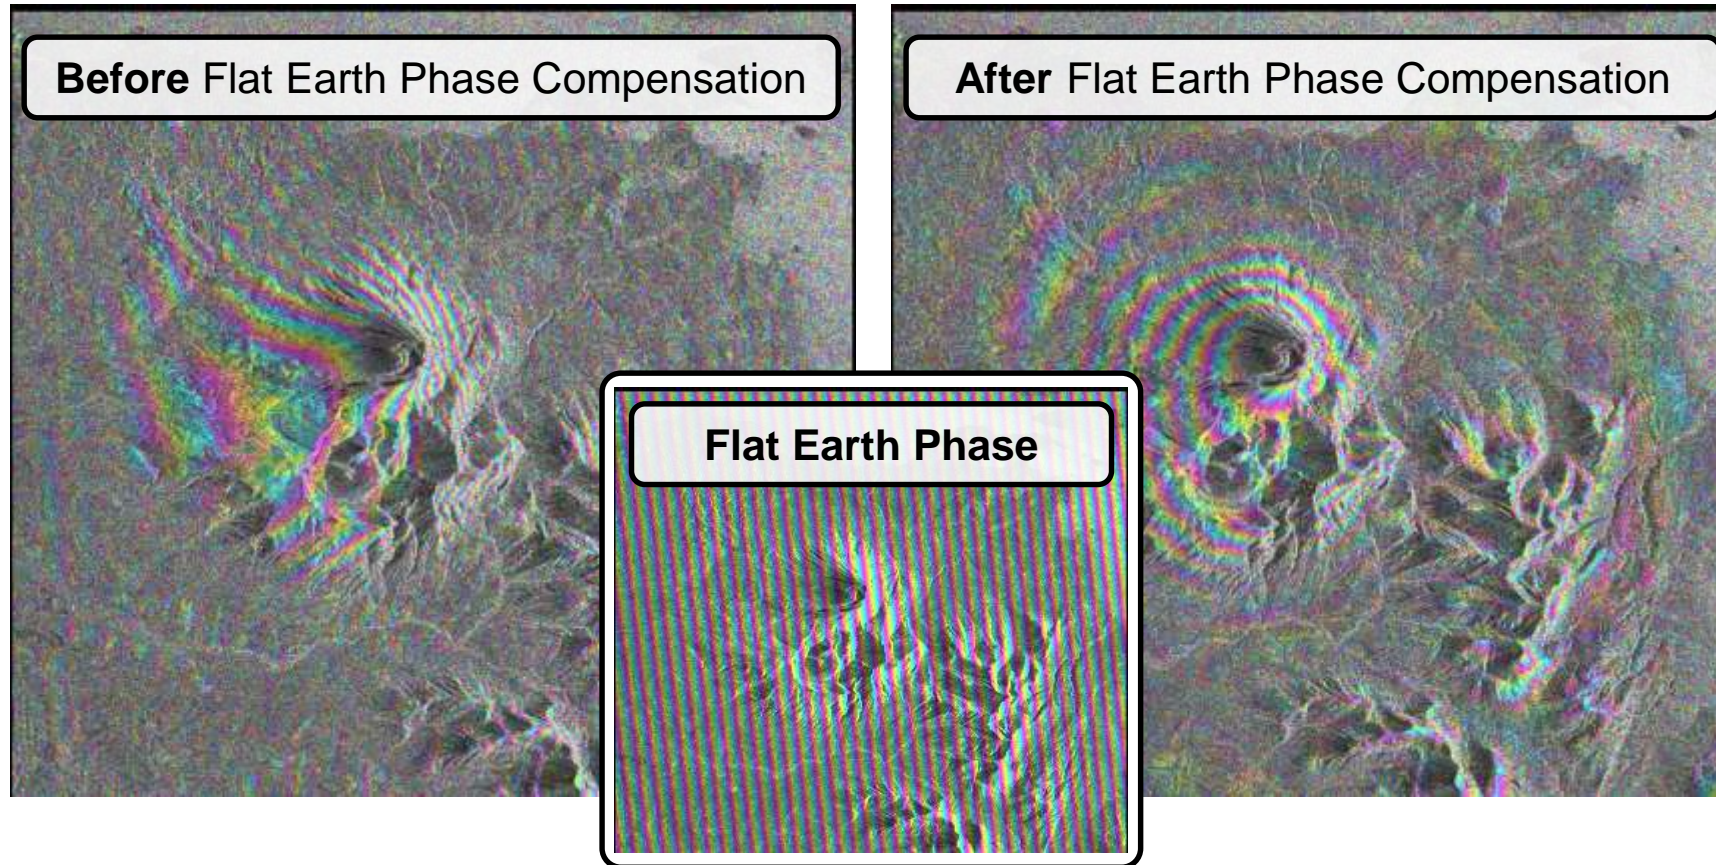 Before Flat Earth Phase Compensation
After Flat Earth Phase Compensation
Flat Earth Phase